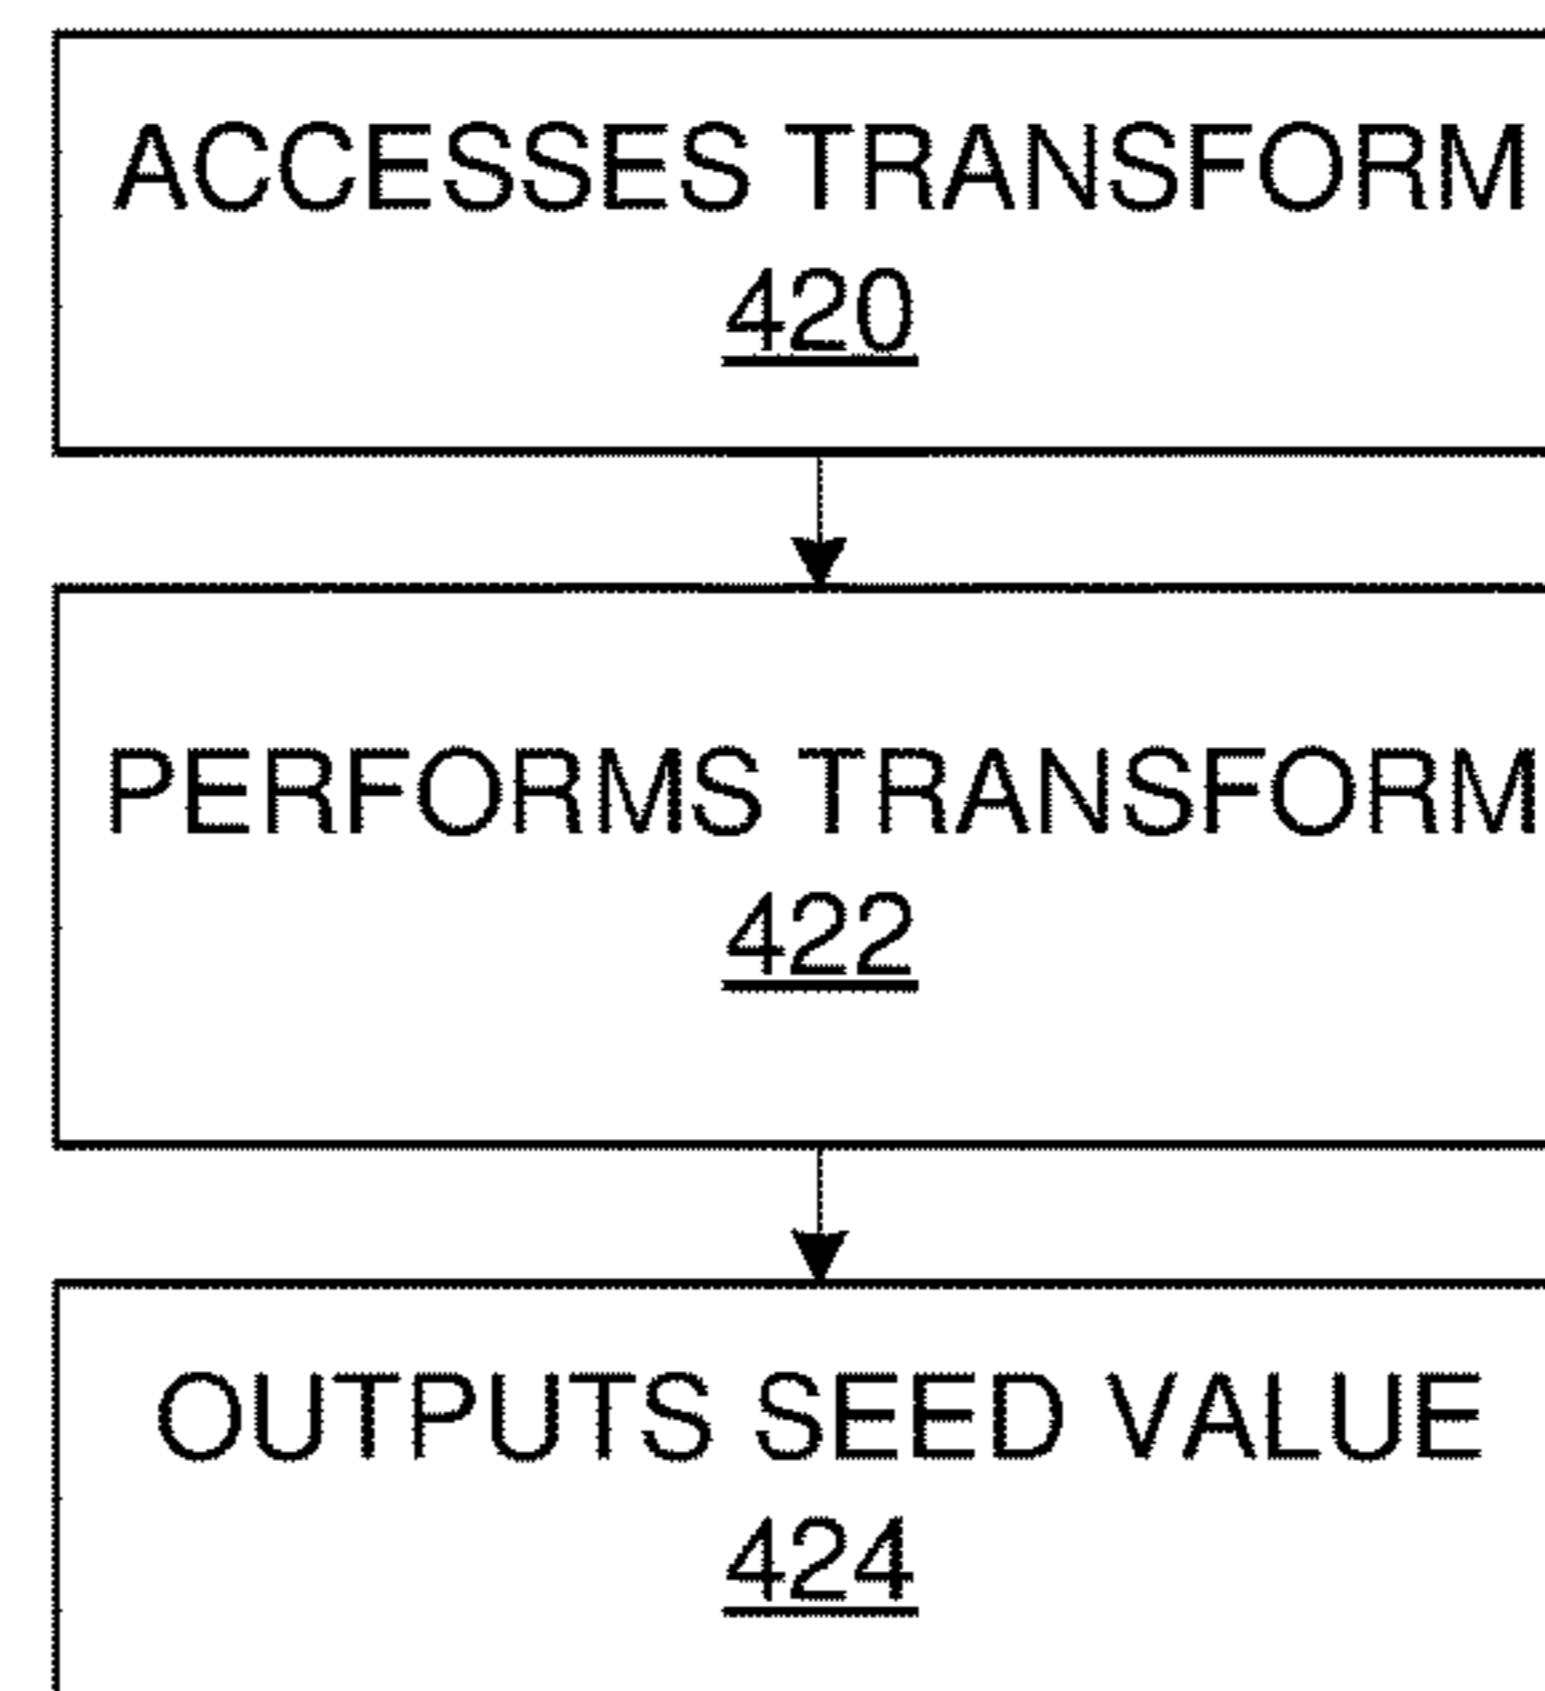 ACCESSES TRANSFORM
420
PERFORMS TRANSFORM
422
OUTPUTS SEED VALUE
424